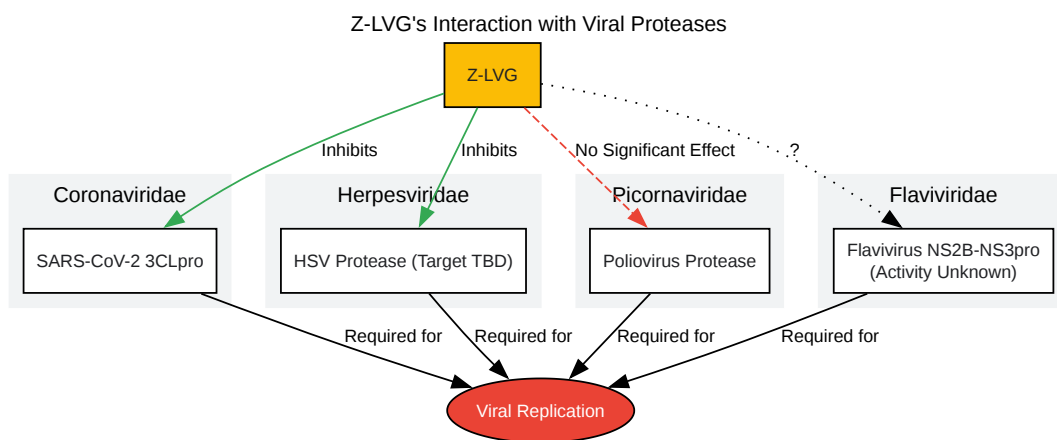 Z-LVG's Interaction with Viral Proteases
Z-LVG
Inhibits
Inhibits
No Significant Effect
?
Coronaviridae
Herpesviridae
Picornaviridae
Flaviviridae
SARS-CoV-2 3CLpro
HSV Protease (Target TBD)
Poliovirus Protease
Flavivirus NS2B-NS3pro
(Activity Unknown)
Required for
Required for
Required for
Required for
Viral Replication